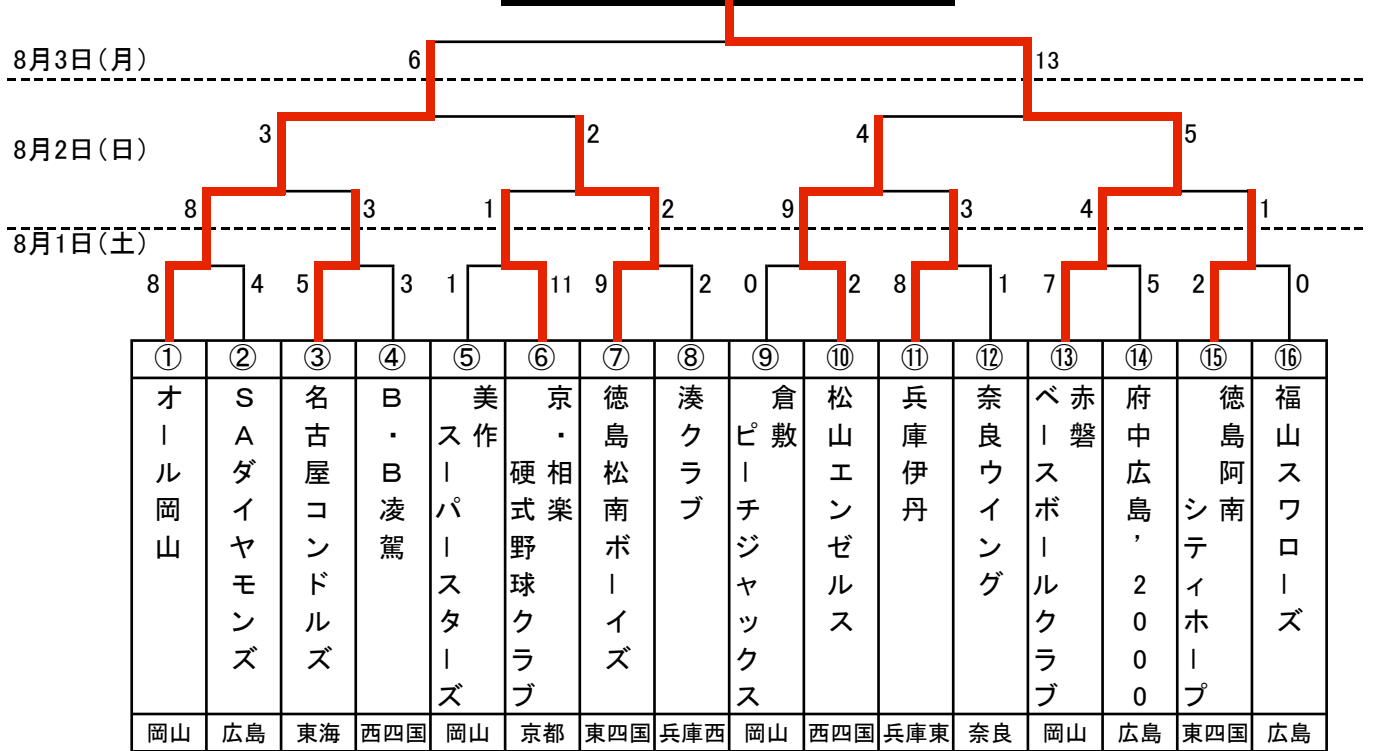 8月3日(月)
6
13
8月2日(日)
3
2
4
5
8
3
1
2
9
3
4
1
8月1日(土)
8
4
5
3
1
11
9
2
0
2
8
1
7
5
2
0
① ② ③ ④ ⑤ ⑥ ⑦ ⑧ ⑨ ⑩ ⑪ ⑫ ⑬ ⑭ ⑮ ⑯
オール岡山
SAダイヤモンズ
名古屋コンドルズ
B・B凌駕
美作
スーパースターズ
京・相楽
硬式野球クラブ
徳島松南ボーイズ
湊クラブ
倉敷
ピーチジャックス
松山エンゼルス
兵庫伊丹
奈良ウイング
赤磐
ベースボールクラブ
府中広島’2000
徳島阿南
シティホープ
福山スワローズ
岡山 広島 東海 西四国 岡山 京都 東四国 兵庫西 岡山 西四国 兵庫東 奈良 岡山 広島 東四国 広島